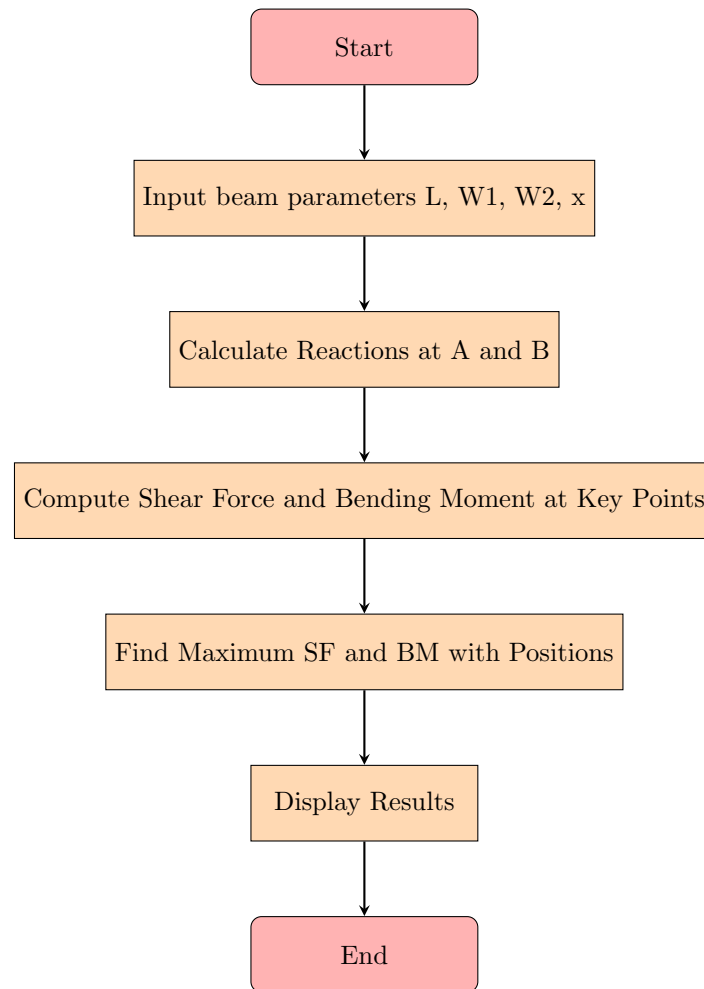 Start
Input beam parameters L, W1, W2, x
Calculate Reactions at A and B
Compute Shear Force and Bending Moment at Key Points
Find Maximum SF and BM with Positions
Display Results
End